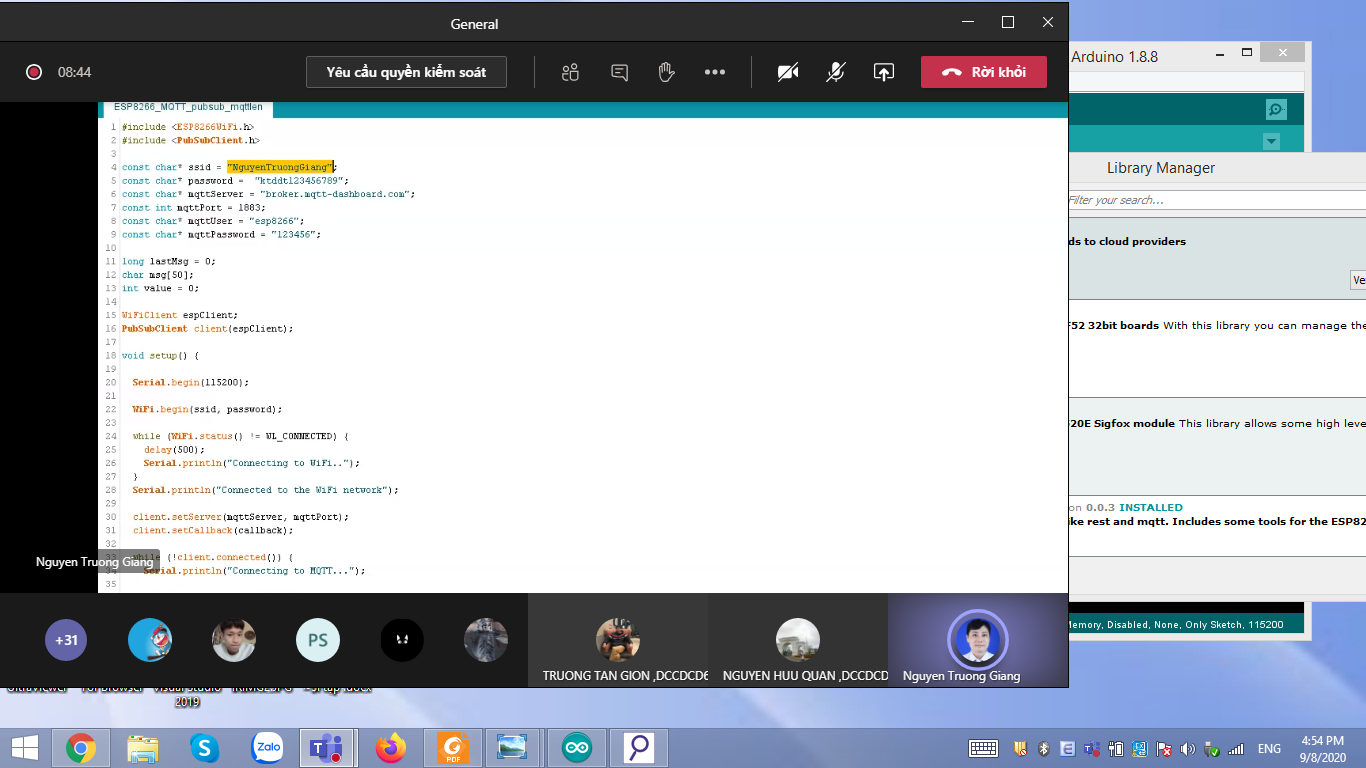 General
Arduino 1.8.8
08:44
Yêu cầu quyền kiểm soát
Rời khỏi
ESP8266_MQTT_pubsub_mqttlen
1 #include <ESP8266WiFi.h>
2 #include <PubSubClient.h>
3
4 const char* ssid = "NguyenTruongGiang";
5 const char* password =  "ktddt123456789";
6 const char* mqttServer = "broker.mqtt-dashboard.com";
7 const int mqttPort = 1883;
8 const char* mqttUser = "esp8266";
9 const char* mqttPassword = "123456";
10
11 long lastMsg = 0;
12 char msg[50];
13 int value = 0;
14
15 WiFiClient espClient;
16 PubSubClient client(espClient);
17
18 void setup() {
19
20 Serial.begin(115200);
21
22 WiFi.begin(ssid, password);
23
24 while (WiFi.status() != WL_CONNECTED) {
25 delay(500);
26 Serial.println("Connecting to WiFi..");
27 }
28 Serial.println("Connected to the WiFi network");
29
30 client.setServer(mqttServer, mqttPort);
31 client.setCallback(callback);
32
33 while (!client.connected()) {
Serial.println("Connecting to MQTT...");
35
Nguyen Truong Giang
Library Manager
Filter your search...
ds to cloud providers
Ve
F52 32bit boards With this library you can manage the
20E Sigfox module This library allows some high leve
on 0.0.3 INSTALLED
ike rest and mqtt. Includes some tools for the ESP82
Memory, Disabled, None, Only Sketch, 115200
+31
PS
TRUONG TAN GION ,DCCDCD6
NGUYEN HUU QUAN ,DCCDCD
Nguyen Truong Giang
2019
Zalo
PDF
ENG
4:54 PM
9/8/2020